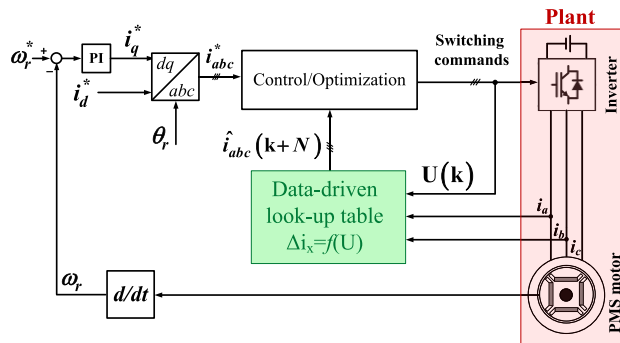 Plant
Switching
commands
ω_r^*
+
−
PI
i_q^*
i_d^*
dq
abc
θ_r
i_abc^*
Control/Optimization
Inverter
î_abc(k+N)
U(k)
Data-driven
look-up table
Δi_x=f(U)
i_a
i_b
i_c
ω_r
d/dt
PMS motor